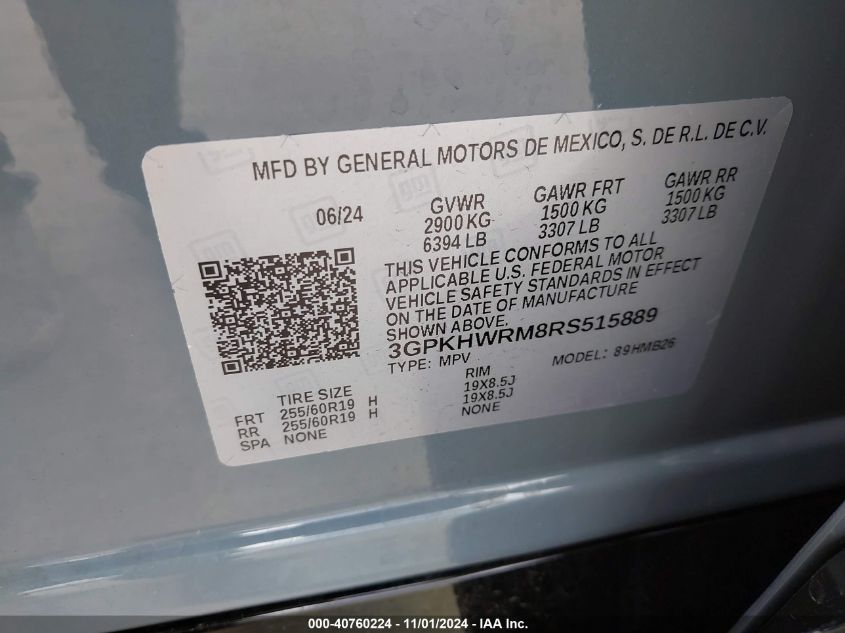 MFD BY GENERAL MOTORS DE MEXICO, S. DE R.L. DE C.V.
06/24 GVWR GAWR FRT GAWR RR
2900 KG 1500 KG 1500 KG
6394 LB 3307 LB 3307 LB
THIS VEHICLE CONFORMS TO ALL
APPLICABLE U.S. FEDERAL MOTOR
VEHICLE SAFETY STANDARDS IN EFFECT
ON THE DATE OF MANUFACTURE
SHOWN ABOVE.
3GPKHWRM8RS515889
TYPE: MPV MODEL: 89HMB26
TIRE SIZE RIM
FRT 255/60R19 H 19X8.5J
RR 255/60R19 H 19X8.5J
SPA NONE NONE
000-40760224 - 11/01/2024 - IAA Inc.